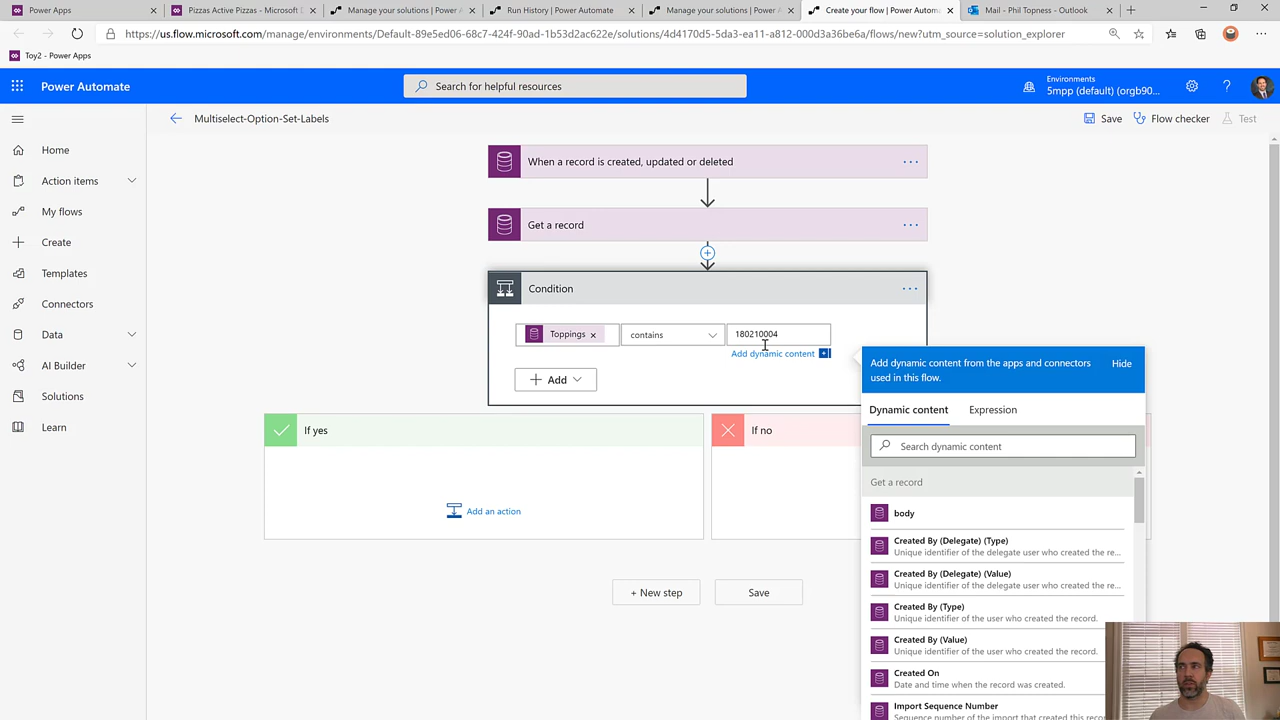 Power Apps
Pizzas Active Pizzas - Microsoft D
Manage your solutions | Power A
Run History | Power Automate
Manage your solutions | Power A
Create your flow | PowerAutom
Mail - Phil Topness - Outlook
https://us.flow.microsoft.com/manage/environments/Default-89e5ed06-68c7-424f-90ad-1b53d2ac622e/solutions/4d4170d5-5da3-ea11-a812-000d3a36be6a/flows/new?utm_source=solution_explorer
Toy2 - Power Apps
Power Automate
Search for helpful resources
Environments
5mpp (default) (orgb90...
Multiselect-Option-Set-Labels
Save
Flow checker
Test
Home
Action items
My flows
Create
Templates
Connectors
Data
AI Builder
Solutions
Learn
When a record is created, updated or deleted
Get a record
Condition
Toppings
contains
180210004
Add dynamic content
Add
If yes
If no
Add an action
+ New step
Save
Add dynamic content from the apps and connectors
used in this flow.
Hide
Dynamic content
Expression
Search dynamic content
Get a record
body
Created By (Delegate) (Type)
Unique identifier of the delegate user who created the re...
Created By (Delegate) (Value)
Unique identifier of the delegate user who created the re...
Created By (Type)
Unique identifier of the user who created the record.
Created By (Value)
Unique identifier of the user who created the record.
Created On
Date and time when the record was created.
Import Sequence Number
Sequence number of the import that created this reco